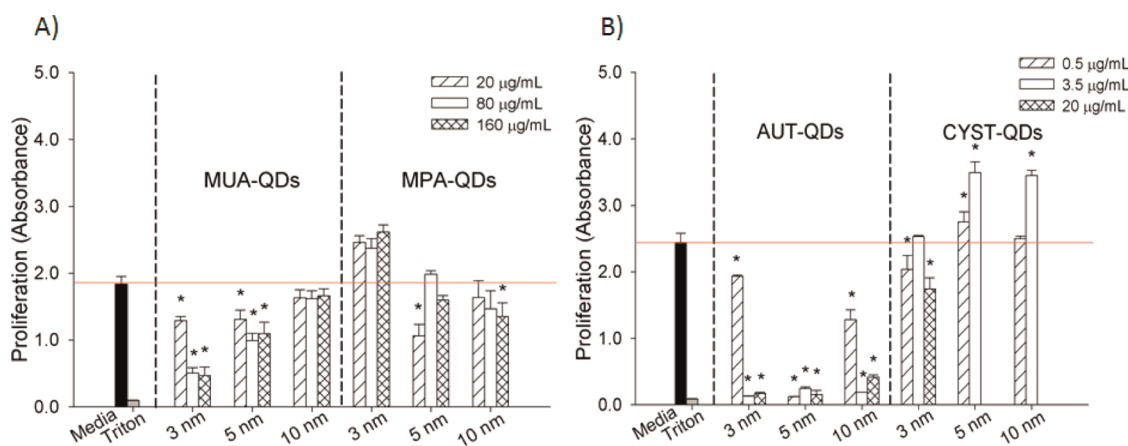 A)
Proliferation (Absorbance)
5.0
4.0
3.0
2.0
1.0
0.0
20 µg/mL
80 µg/mL
160 µg/mL
MUA-QDs
MPA-QDs
* * * * * * * *
Media
Triton
3 nm
5 nm
10 nm
3 nm
5 nm
10 nm
B)
Proliferation (Absorbance)
5.0
4.0
3.0
2.0
1.0
0.0
0.5 µg/mL
3.5 µg/mL
20 µg/mL
AUT-QDs
CYST-QDs
* * * * * * * * * * * * * *
Media
Triton
3 nm
5 nm
10 nm
3 nm
5 nm
10 nm